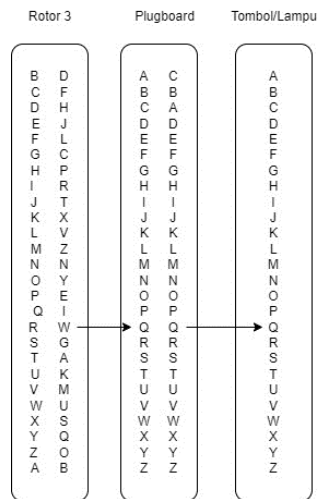 Rotor 3 Plugboard Tombol/Lampu
B D A C A
C F B B B
D H C A C
E J D D D
F L E E E
G C F F F
H P G G G
I R H H H
J T I I I
K X J J J
L V K K K
M Z L L L
N N M M M
O Y N N N
P E O O O
Q I P P P
R W Q Q Q
S G R R R
T A S S S
U K T T T
V M U U U
W U V V V
X S W W W
Y Q X X X
Z O Y Y Y
A B Z Z Z